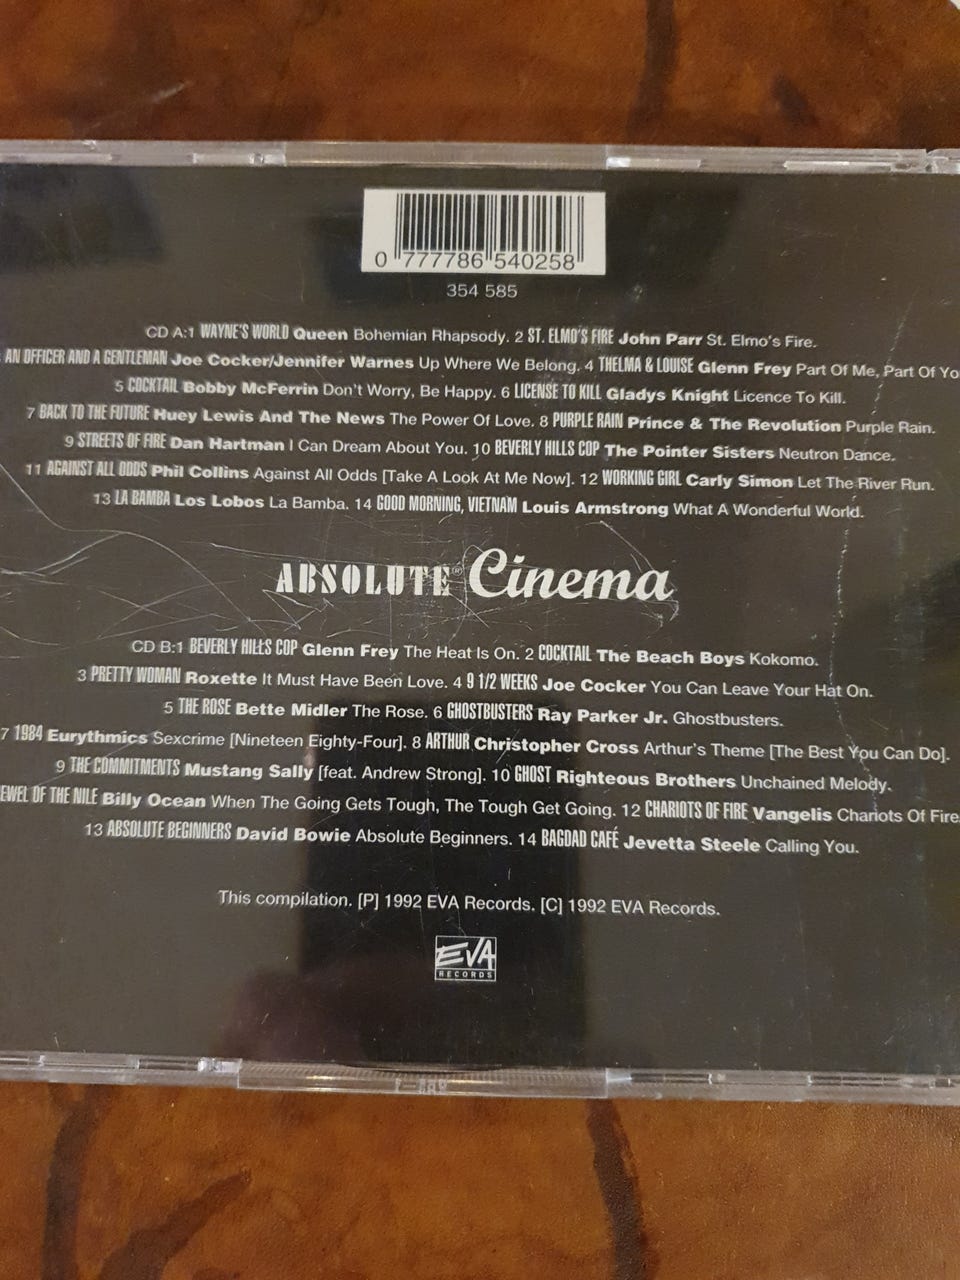 0 777786 540258
354 585
CD A:1 WAYNE'S WORLD Queen Bohemian Rhapsody. 2 ST. ELMO'S FIRE John Parr St. Elmo's Fire.
AN OFFICER AND A GENTLEMAN Joe Cocker/Jennifer Warnes Up Where We Belong. 4 THELMA & LOUISE Glenn Frey Part Of Me, Part Of Yo
5 COCKTAIL Bobby McFerrin Don't Worry, Be Happy. 6 LICENSE TO KILL Gladys Knight Licence To Kill.
7 BACK TO THE FUTURE Huey Lewis And The News The Power Of Love. 8 PURPLE RAIN Prince & The Revolution Purple Rain.
9 STREETS OF FIRE Dan Hartman I Can Dream About You. 10 BEVERLY HILLS COP The Pointer Sisters Neutron Dance.
11 AGAINST ALL ODDS Phil Collins Against All Odds [Take A Look At Me Now]. 12 WORKING GIRL Carly Simon Let The River Run.
13 LA BAMBA Los Lobos La Bamba. 14 GOOD MORNING, VIETNAM Louis Armstrong What A Wonderful World.
ABSOLUTE® Cinema
CD B:1 BEVERLY HILLS COP Glenn Frey The Heat Is On. 2 COCKTAIL The Beach Boys Kokomo.
3 PRETTY WOMAN Roxette It Must Have Been Love. 4 9 1/2 WEEKS Joe Cocker You Can Leave Your Hat On.
5 THE ROSE Bette Midler The Rose. 6 GHOSTBUSTERS Ray Parker Jr. Ghostbusters.
7 1984 Eurythmics Sexcrime [Nineteen Eighty-Four]. 8 ARTHUR Christopher Cross Arthur's Theme [The Best You Can Do].
9 THE COMMITMENTS Mustang Sally [feat. Andrew Strong]. 10 GHOST Righteous Brothers Unchained Melody.
EWEL OF THE NILE Billy Ocean When The Going Gets Tough, The Tough Get Going. 12 CHARIOTS OF FIRE Vangelis Chariots Of Fire
13 ABSOLUTE BEGINNERS David Bowie Absolute Beginners. 14 BAGDAD CAFÉ Jevetta Steele Calling You.
This compilation. [P] 1992 EVA Records. [C] 1992 EVA Records.
EVA
RECORDS